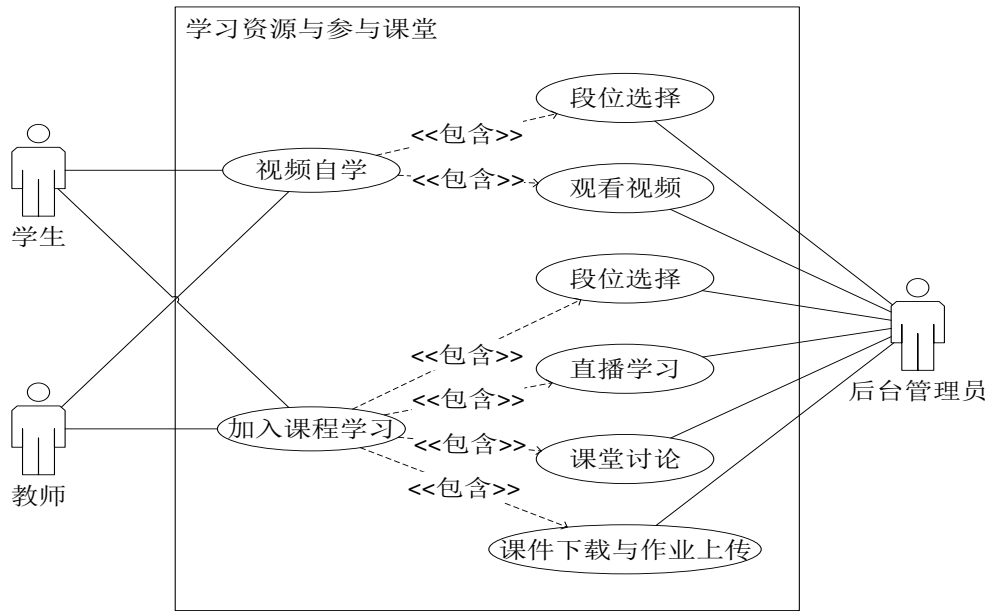 学习资源与参与课堂
段位选择
<<包含>>
视频自学
<<包含>>
观看视频
学生
段位选择
<<包含>>
直播学习
<<包含>>
后台管理员
加入课程学习
<<包含>>
课堂讨论
<<包含>>
教师
课件下载与作业上传